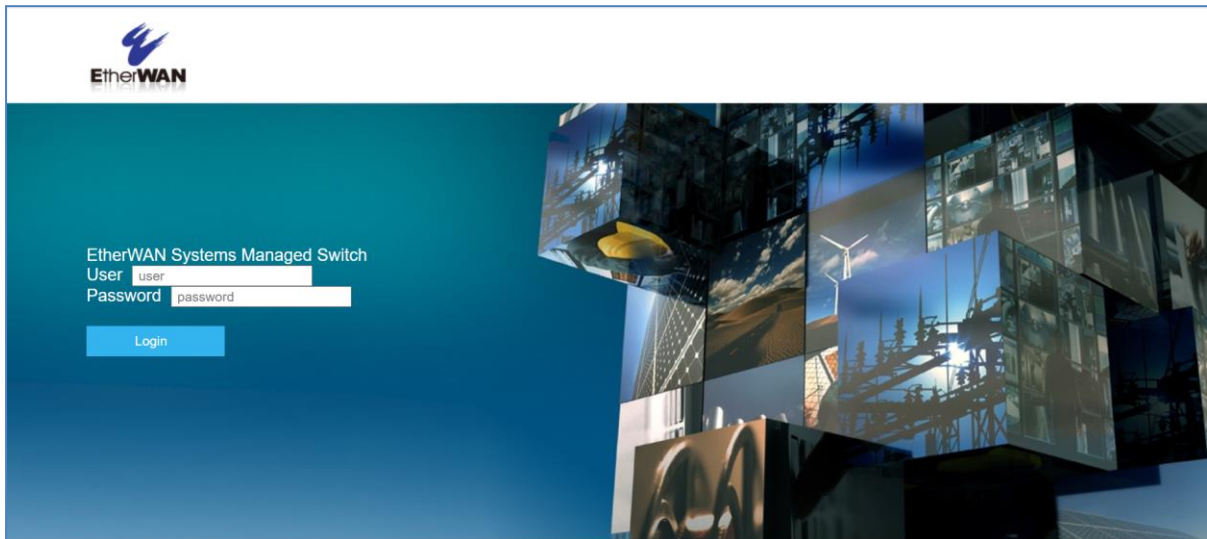 EtherWAN
EtherWAN Systems Managed Switch
User user
Password password
Login